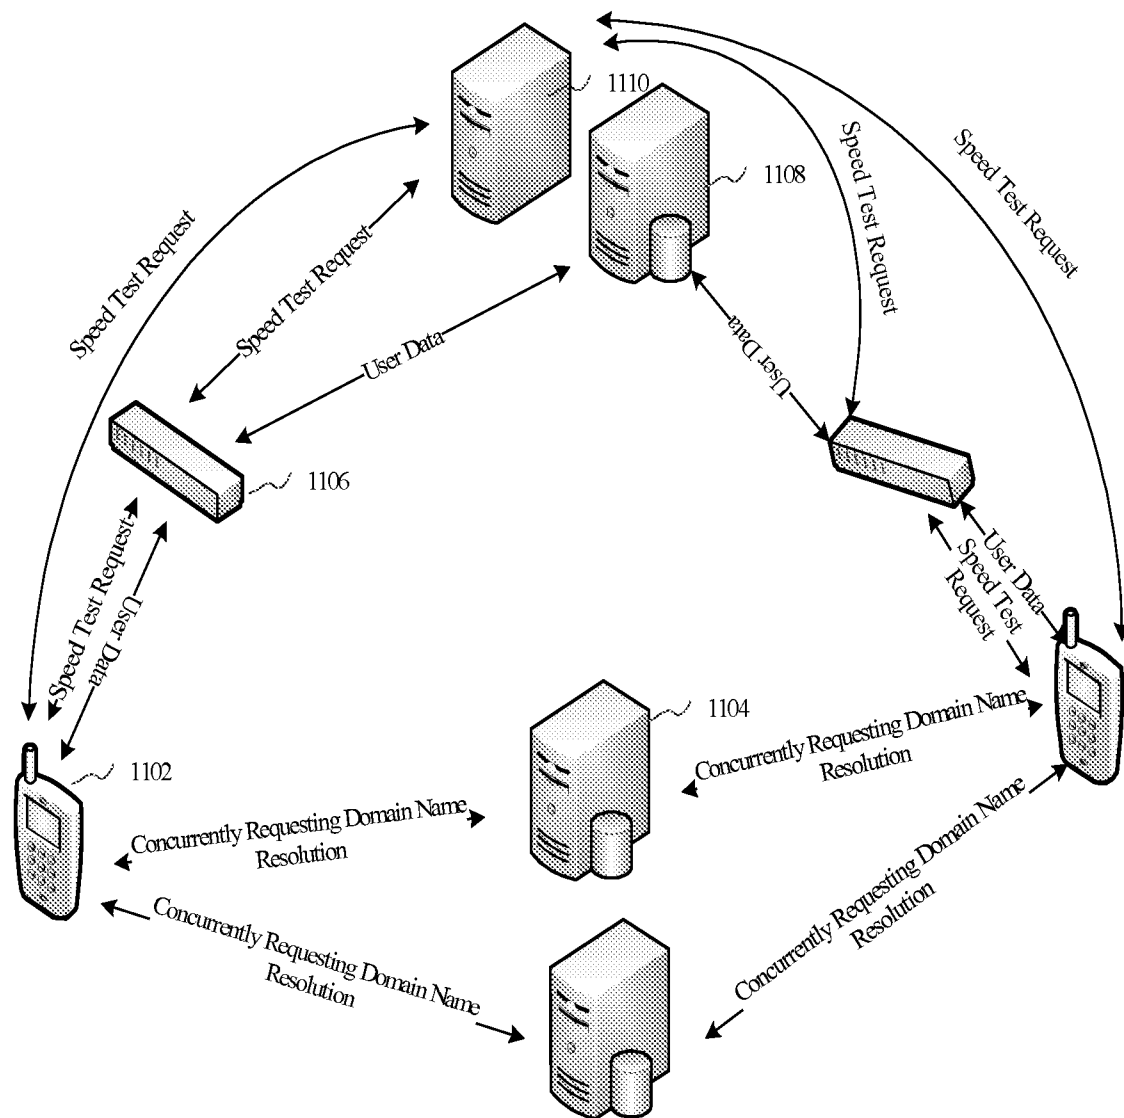 1110
1108
Speed Test Request
Speed Test Request
Speed Test Request
Speed Test Request
User Data
User Data
1106
Speed Test Request
User Data
User Data
Speed Test
Request
1104
1102
Concurrently Requesting Domain Name
Resolution
Concurrently Requesting Domain Name
Resolution
Concurrently Requesting Domain Name
Resolution
Concurrently Requesting Domain Name
Resolution